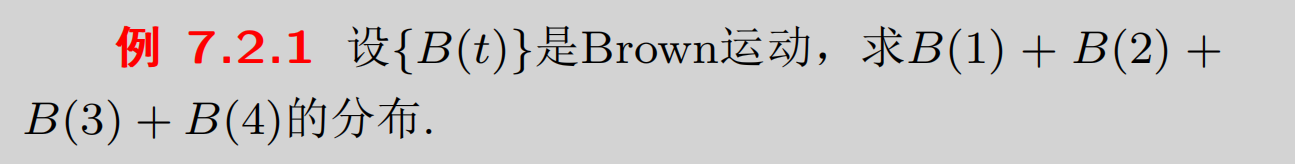 例 7.2.1 设{B(t)}是Brown运动，求B(1) + B(2) +
B(3) + B(4)的分布.